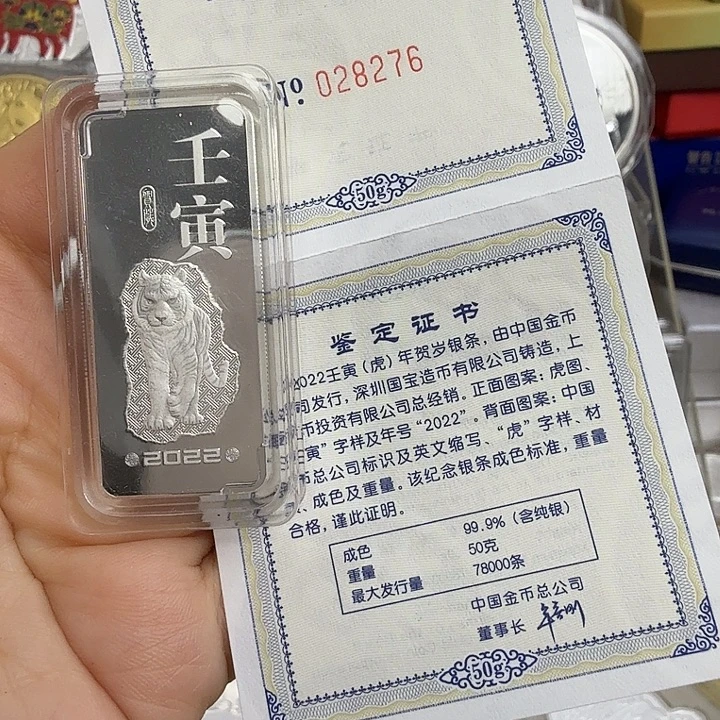 № 028276
50g
壬寅
賀歲
2022
鉴定证书
2022壬寅(虎)年贺岁银条,由中国金币
司发行,深圳国宝造币有限公司铸造,上
币投资有限公司总经销。正面图案:虎图、
壬寅”字样及年号“2022”。背面图案:中国
币总公司标识及英文缩写、“虎”字样、材
、成色及重量。该纪念银条成色标准,重量
合格,谨此证明。
成色 99.9%(含纯银)
重量 50克
最大发行量 78000条
中国金币总公司
董事长
50g